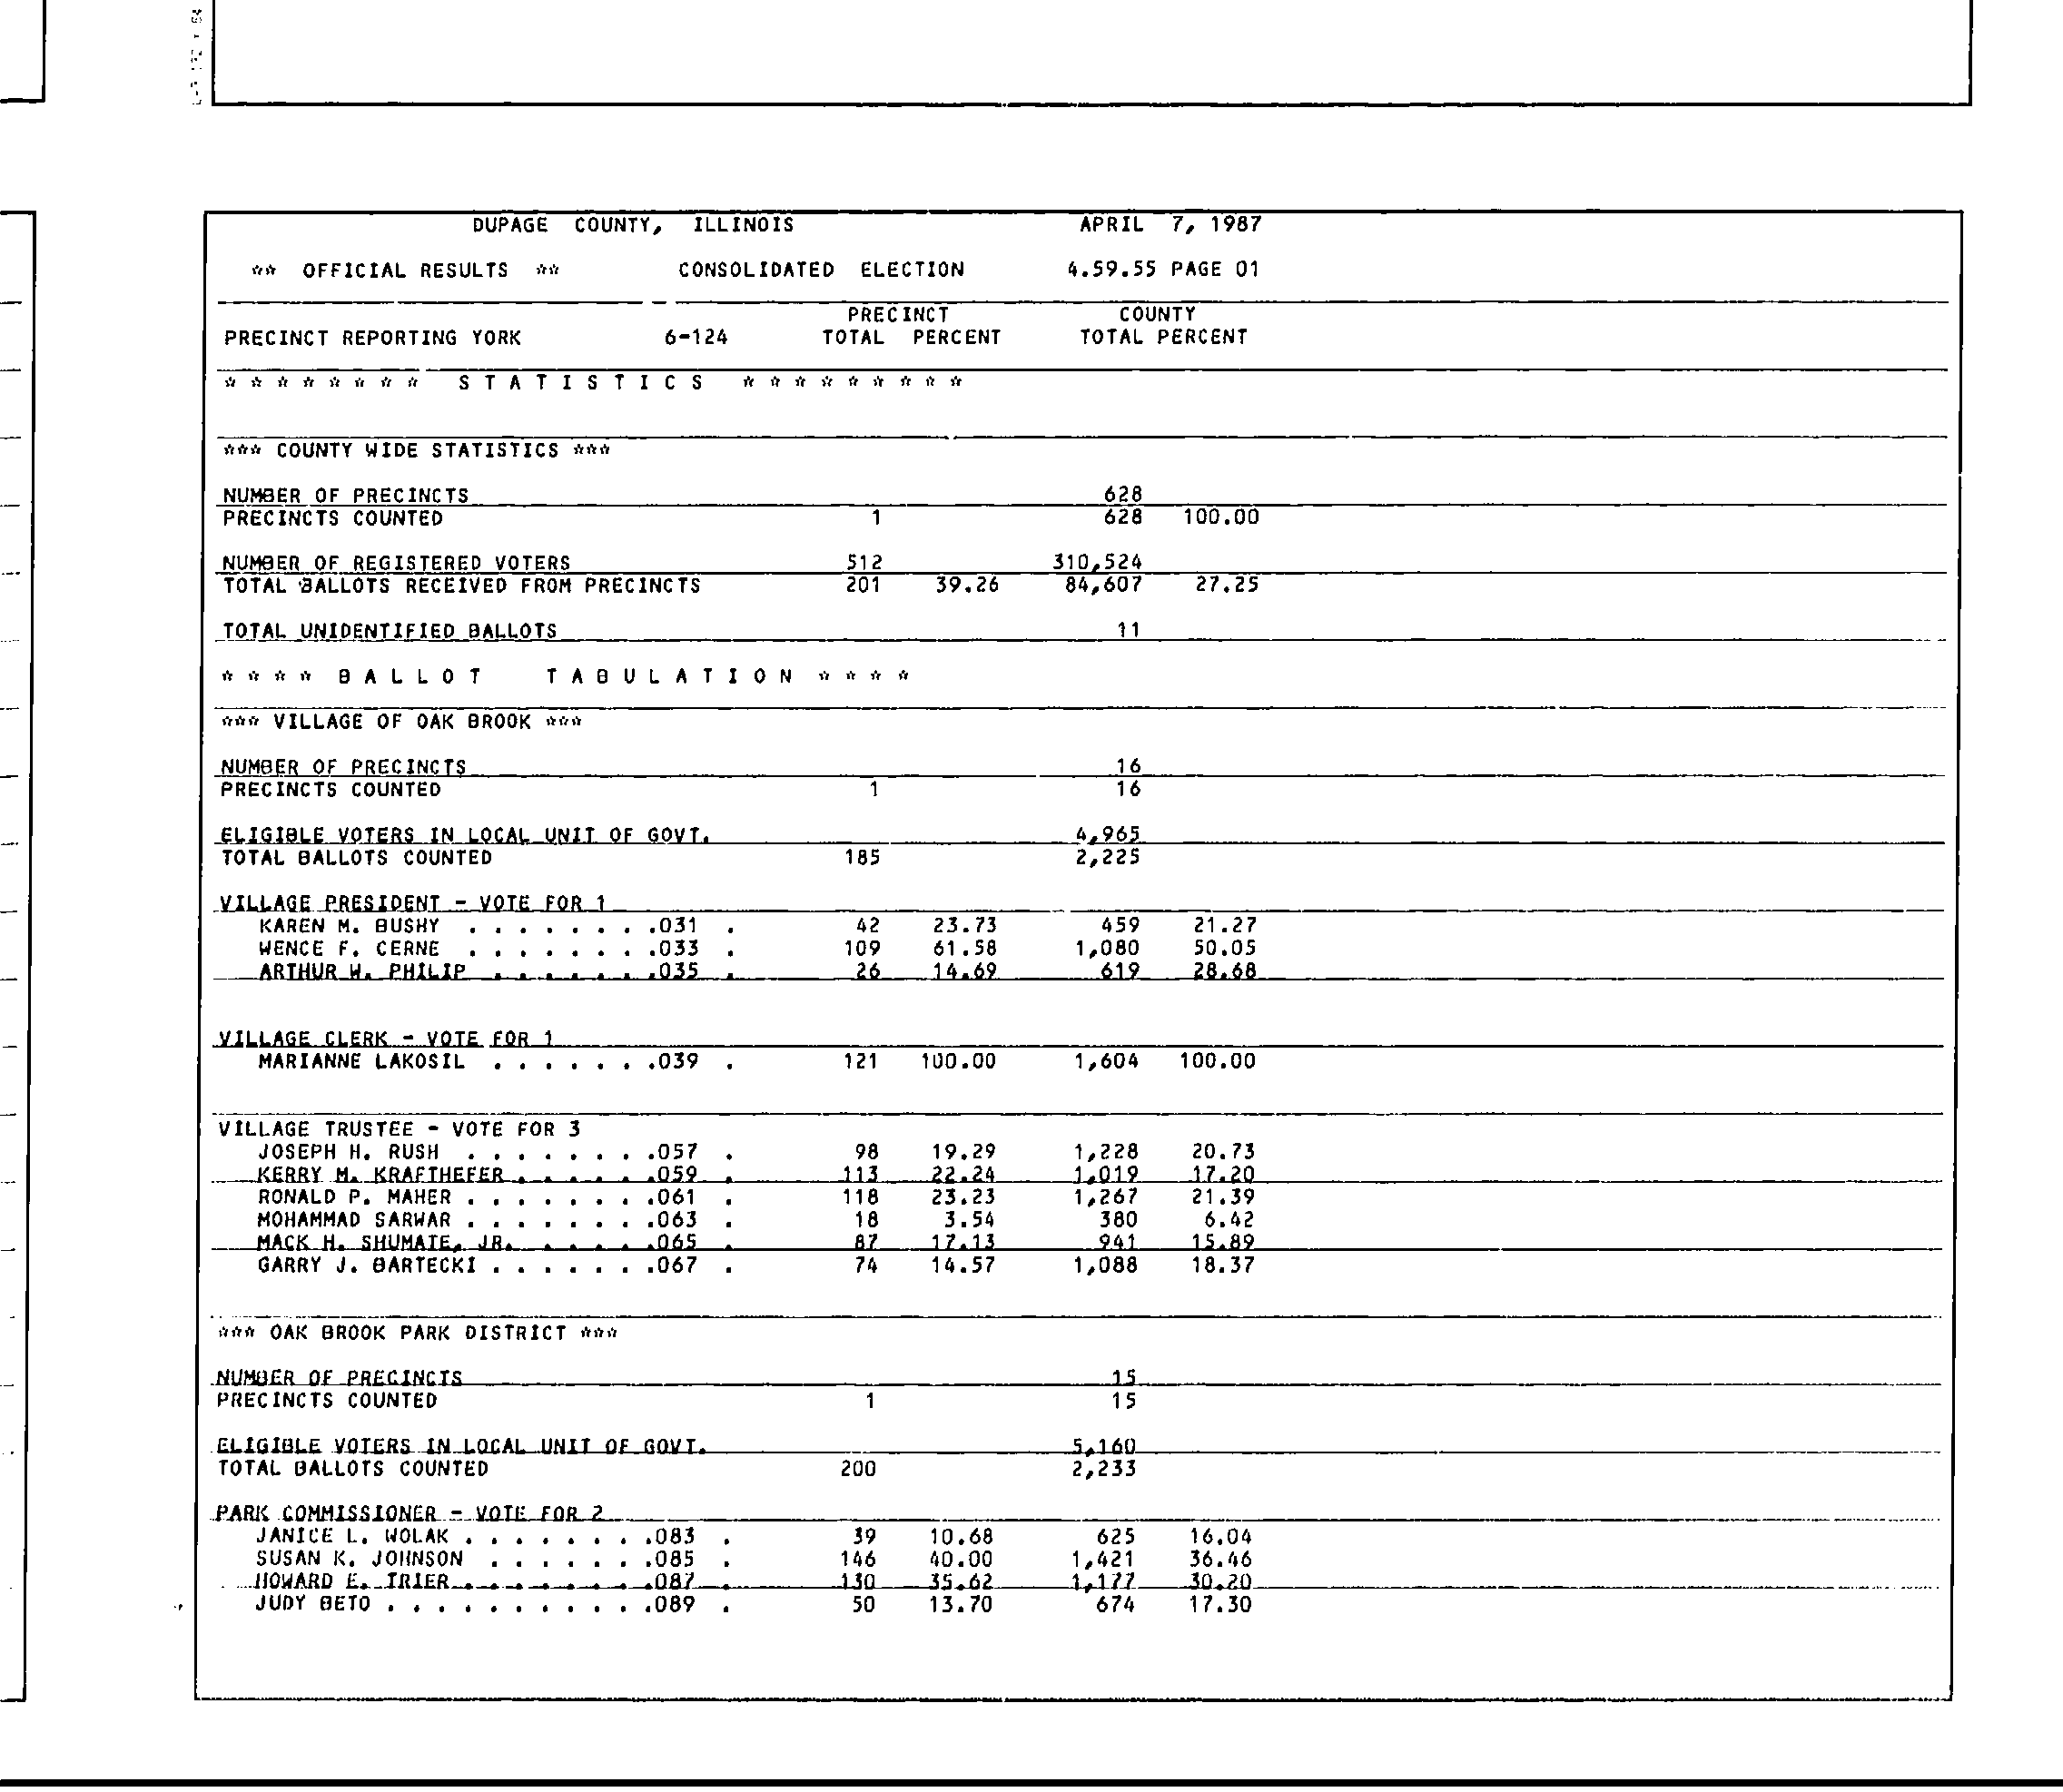 DUPAGE COUNTY, ILLINOIS APRIL 7, 1987
** OFFICIAL RESULTS ** CONSOLIDATED ELECTION 4.59.55 PAGE 01
PRECINCT COUNTY
PRECINCT REPORTING YORK 6-124 TOTAL PERCENT TOTAL PERCENT
* * * * * * * * S T A T I S T I C S * * * * * * * * *
*** COUNTY WIDE STATISTICS ***
NUMBER OF PRECINCTS 628
PRECINCTS COUNTED 1 628 100.00
NUMBER OF REGISTERED VOTERS 512 310,524
TOTAL BALLOTS RECEIVED FROM PRECINCTS 201 39.26 84,607 27.25
TOTAL UNIDENTIFIED BALLOTS 11
* * * * B A L L O T T A B U L A T I O N * * * *
*** VILLAGE OF OAK BROOK ***
NUMBER OF PRECINCTS 16
PRECINCTS COUNTED 1 16
ELIGIBLE VOTERS IN LOCAL UNIT OF GOVT. 4,965
TOTAL BALLOTS COUNTED 185 2,225
VILLAGE PRESIDENT - VOTE FOR 1
KAREN M. BUSHY . . . . . . . .031 . 42 23.73 459 21.27
WENCE F. CERNE . . . . . . . .033 . 109 61.58 1,080 50.05
ARTHUR W. PHILIP . . . . . . .035 . 26 14.69 619 28.68
VILLAGE CLERK - VOTE FOR 1
MARIANNE LAKOSIL . . . . . . .039 . 121 100.00 1,604 100.00
VILLAGE TRUSTEE - VOTE FOR 3
JOSEPH H. RUSH . . . . . . . .057 . 98 19.29 1,228 20.73
KERRY M. KRAFTHEFER . . . . . .059 . 113 22.24 1,019 17.20
RONALD P. MAHER . . . . . . . .061 . 118 23.23 1,267 21.39
MOHAMMAD SARWAR . . . . . . . .063 . 18 3.54 380 6.42
MACK H. SHUMATE, JR. . . . . .065 . 87 17.13 941 15.89
GARRY J. BARTECKI . . . . . . .067 . 74 14.57 1,088 18.37
*** OAK BROOK PARK DISTRICT ***
NUMBER OF PRECINCTS 15
PRECINCTS COUNTED 1 15
ELIGIBLE VOTERS IN LOCAL UNIT OF GOVT. 5,160
TOTAL BALLOTS COUNTED 200 2,233
PARK COMMISSIONER - VOTE FOR 2
JANICE L. WOLAK . . . . . . . .083 . 39 10.68 625 16.04
SUSAN K. JOHNSON . . . . . . .085 . 146 40.00 1,421 36.46
HOWARD E. TRIER . . . . . . . .087 . 130 35.62 1,177 30.20
JUDY BETO . . . . . . . . . . .089 . 50 13.70 674 17.30